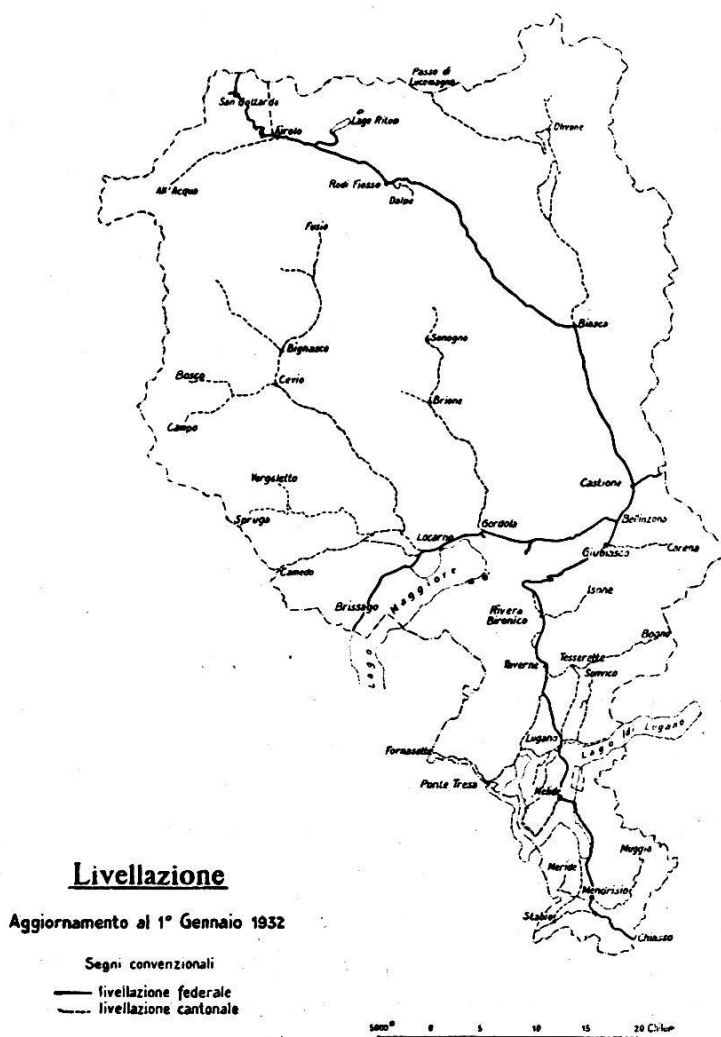 Passo di
Lucomagno
San Gottardo
Airolo
Lago Ritom
Olivone
All'Acqua
Rodi Fiesso
Dalpe
Fusio
Biasca
Sonogno
Bignasco
Bosco
Cevio
Brione
Campo
Vergeletto
Castione
Spruga
Gordola
Bellinzona
Locarno
Giubiasco
Carena
Camedo
Isone
Brissago
Lago Maggiore
Rivera
Bironico
Bogno
Taverne
Tesserete
Sonvico
Lugano
Lago di Lugano
Fornasette
Ponte Tresa
Melide
Muggio
Meride
Mendrisio
Stabio
Chiasso
Livellazione
Aggiornamento al 1° Gennaio 1932
Segni convenzionali
livellazione federale
livellazione cantonale
5000 m 0 5 10 15 20